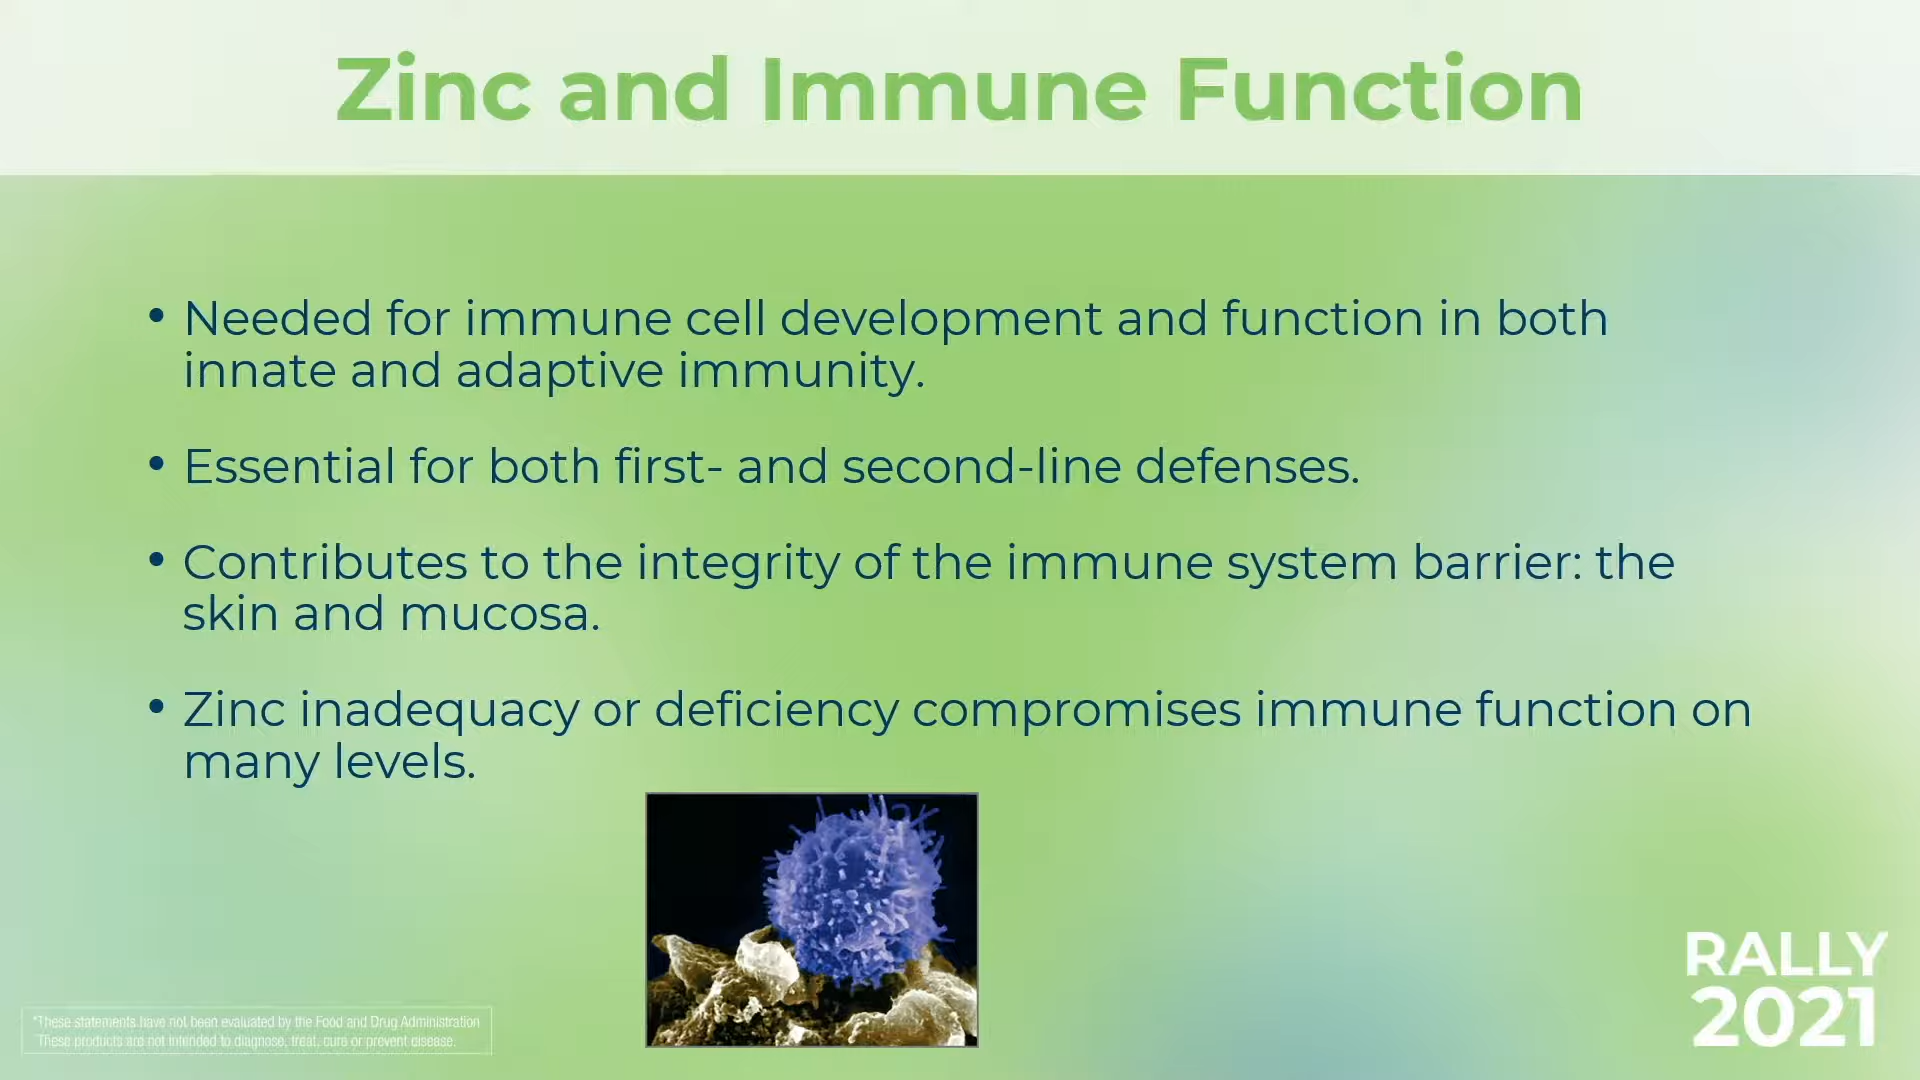 Zinc and Immune Function
• Needed for immune cell development and function in both
innate and adaptive immunity.
• Essential for both first- and second-line defenses.
• Contributes to the integrity of the immune system barrier: the
skin and mucosa.
• Zinc inadequacy or deficiency compromises immune function on
many levels.
*These statements have not been evaluated by the Food and Drug Administration
These products are not intended to diagnose, treat, cure or prevent disease.
RALLY
2021